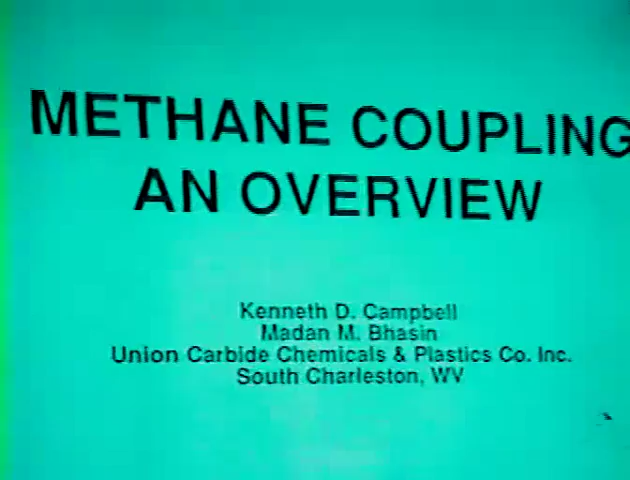 METHANE COUPLING
AN OVERVIEW
Kenneth D. Campbell
Madan M. Bhasin
Union Carbide Chemicals & Plastics Co. Inc.
South Charleston, WV